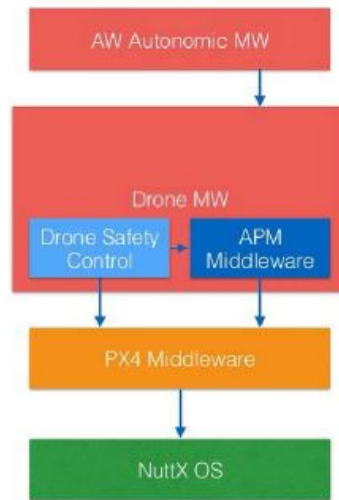 AW Autonomic MW
Drone MW
Drone Safety
Control
APM
Middleware
PX4 Middleware
NuttX OS